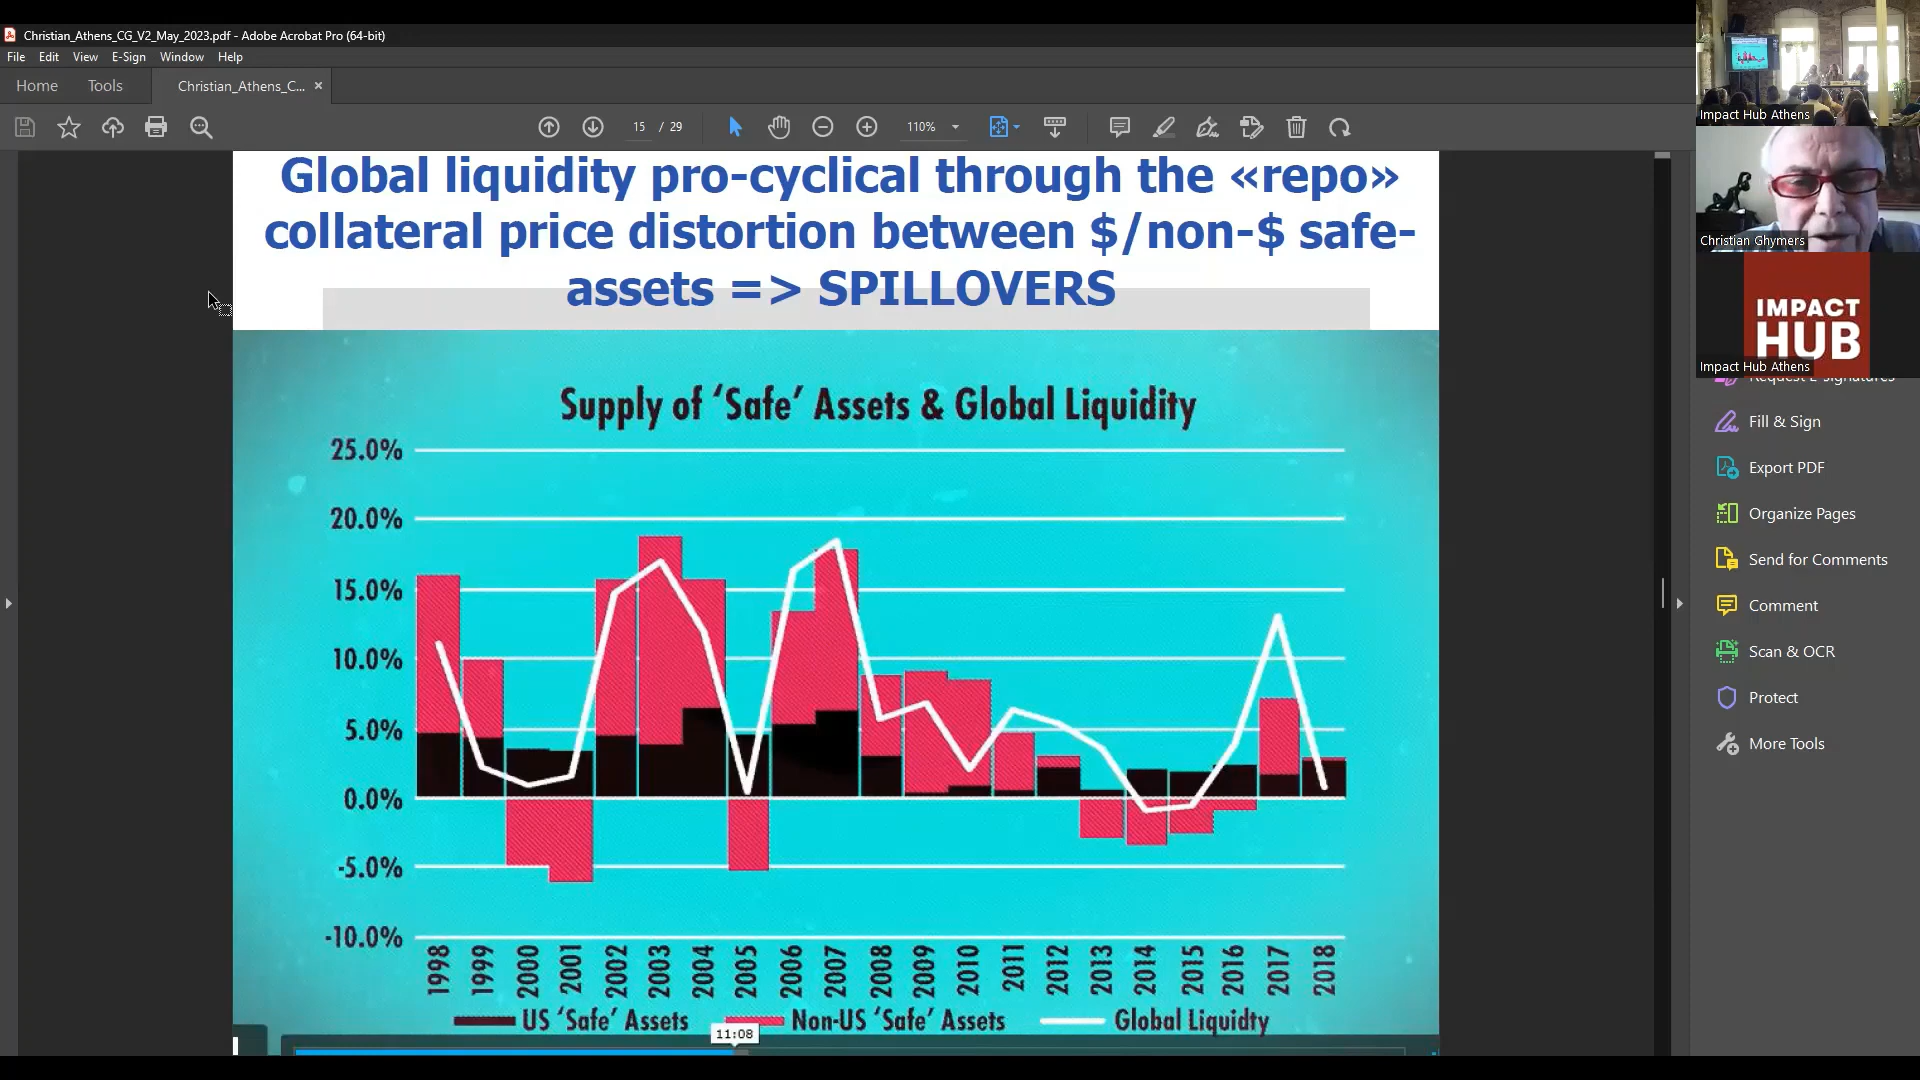 Christian_Athens_CG_V2_May_2023.pdf - Adobe Acrobat Pro (64-bit)
File Edit View E-Sign Window Help
Home Tools Christian_Athens_C... ×
15 / 29 110%
Global liquidity pro-cyclical through the «repo»
collateral price distortion between $/non-$ safe-
assets => SPILLOVERS
Supply of ‘Safe’ Assets & Global Liquidity
25.0%
20.0%
15.0%
10.0%
5.0%
0.0%
-5.0%
-10.0%
1998 1999 2000 2001 2002 2003 2004 2005 2006 2007 2008 2009 2010 2011 2012 2013 2014 2015 2016 2017 2018
US ‘Safe’ Assets Non-US ‘Safe’ Assets Global Liquidty
11:08
Impact Hub Athens
Christian Ghymers
IMPACT
HUB
Impact Hub Athens
Request E-Signatures
Fill & Sign
Export PDF
Organize Pages
Send for Comments
Comment
Scan & OCR
Protect
More Tools